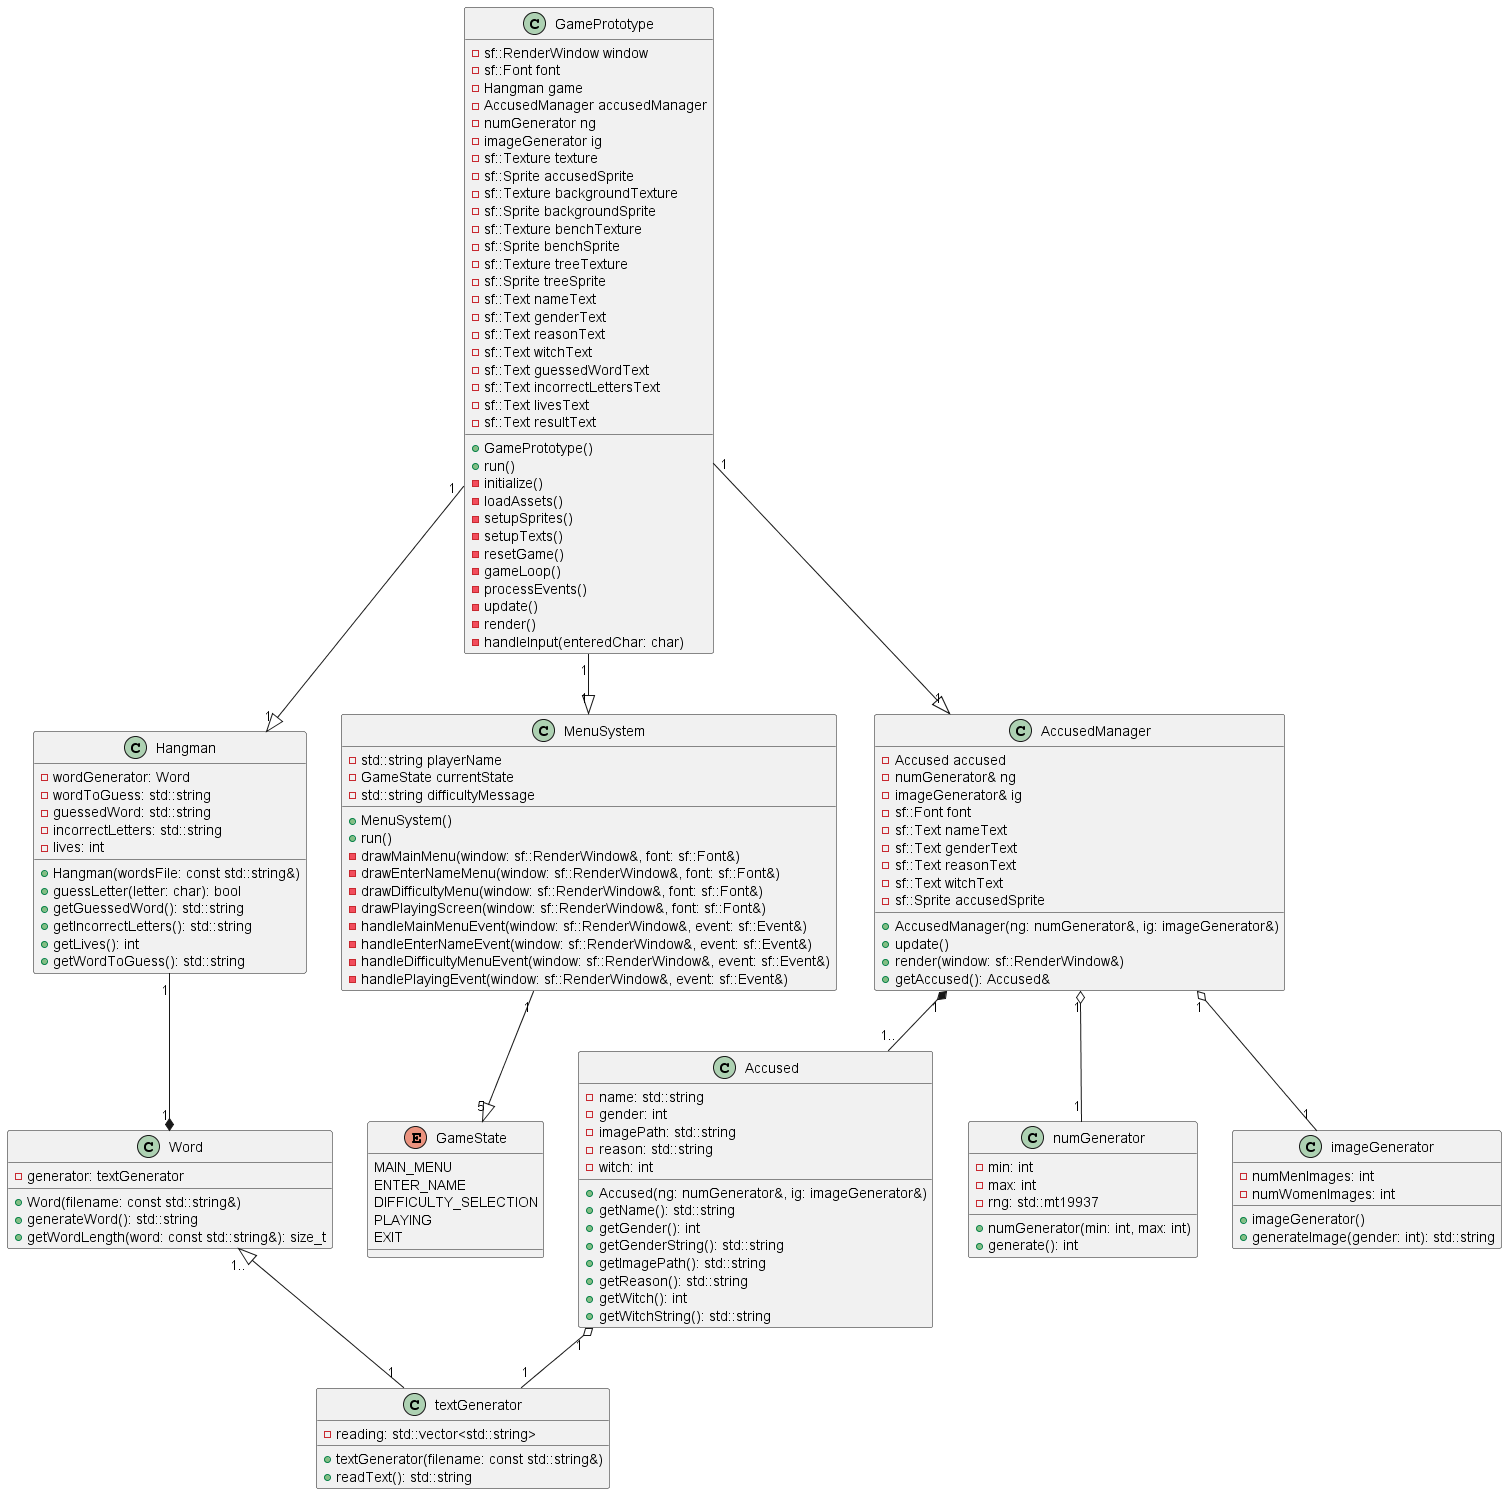 C GamePrototype
sf::RenderWindow window
sf::Font font
Hangman game
AccusedManager accusedManager
numGenerator ng
imageGenerator ig
sf::Texture texture
sf::Sprite accusedSprite
sf::Texture backgroundTexture
sf::Sprite backgroundSprite
sf::Texture benchTexture
sf::Sprite benchSprite
sf::Texture treeTexture
sf::Sprite treeSprite
sf::Text nameText
sf::Text genderText
sf::Text reasonText
sf::Text witchText
sf::Text guessedWordText
sf::Text incorrectLettersText
sf::Text livesText
sf::Text resultText
GamePrototype()
run()
initialize()
loadAssets()
setupSprites()
setupTexts()
resetGame()
gameLoop()
processEvents()
update()
render()
handleInput(enteredChar: char)
1
1
1
1
1
1
C Hangman
wordGenerator: Word
wordToGuess: std::string
guessedWord: std::string
incorrectLetters: std::string
lives: int
Hangman(wordsFile: const std::string&)
guessLetter(letter: char): bool
getGuessedWord(): std::string
getIncorrectLetters(): std::string
getLives(): int
getWordToGuess(): std::string
C MenuSystem
std::string playerName
GameState currentState
std::string difficultyMessage
MenuSystem()
run()
drawMainMenu(window: sf::RenderWindow&, font: sf::Font&)
drawEnterNameMenu(window: sf::RenderWindow&, font: sf::Font&)
drawDifficultyMenu(window: sf::RenderWindow&, font: sf::Font&)
drawPlayingScreen(window: sf::RenderWindow&, font: sf::Font&)
handleMainMenuEvent(window: sf::RenderWindow&, event: sf::Event&)
handleEnterNameEvent(window: sf::RenderWindow&, event: sf::Event&)
handleDifficultyMenuEvent(window: sf::RenderWindow&, event: sf::Event&)
handlePlayingEvent(window: sf::RenderWindow&, event: sf::Event&)
C AccusedManager
Accused accused
numGenerator& ng
imageGenerator& ig
sf::Font font
sf::Text nameText
sf::Text genderText
sf::Text reasonText
sf::Text witchText
sf::Sprite accusedSprite
AccusedManager(ng: numGenerator&, ig: imageGenerator&)
update()
render(window: sf::RenderWindow&)
getAccused(): Accused&
1
1
1
5
1
1..
1
1
1
1
C Word
generator: textGenerator
Word(filename: const std::string&)
generateWord(): std::string
getWordLength(word: const std::string&): size_t
E GameState
MAIN_MENU
ENTER_NAME
DIFFICULTY_SELECTION
PLAYING
EXIT
C Accused
name: std::string
gender: int
imagePath: std::string
reason: std::string
witch: int
Accused(ng: numGenerator&, ig: imageGenerator&)
getName(): std::string
getGender(): int
getGenderString(): std::string
getImagePath(): std::string
getReason(): std::string
getWitch(): int
getWitchString(): std::string
C numGenerator
min: int
max: int
rng: std::mt19937
numGenerator(min: int, max: int)
generate(): int
C imageGenerator
numMenImages: int
numWomenImages: int
imageGenerator()
generateImage(gender: int): std::string
1..
1
1
1
C textGenerator
reading: std::vector<std::string>
textGenerator(filename: const std::string&)
readText(): std::string